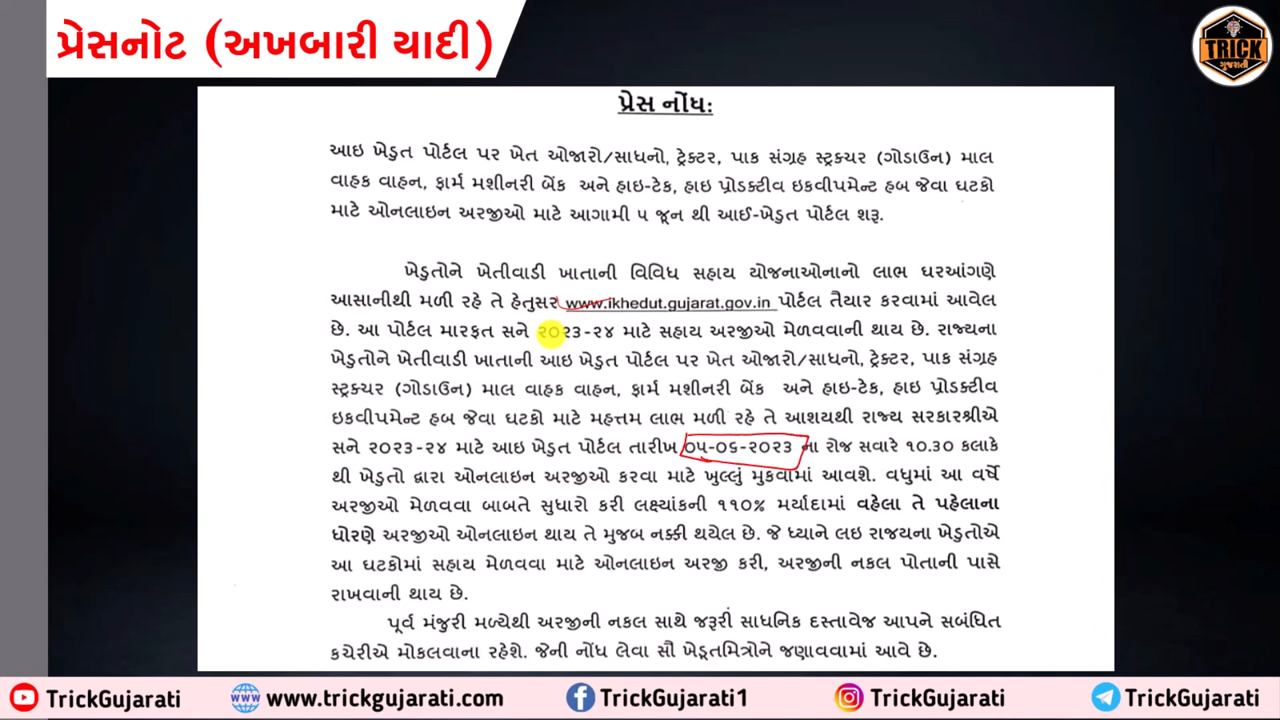 પ્રેસનોટ (અખબારી યાદી)
TRICK
ગુજરાતી
પ્રેસ નોંધ:
આઇ ખેડુત પોર્ટલ પર ખેત ઓજારો/સાધનો, ટ્રેક્ટર, પાક સંગ્રહ સ્ટ્રક્ચર (ગોડાઉન) માલ
વાહક વાહન, ફાર્મ મશીનરી બેંક અને હાઇ-ટેક, હાઇ પ્રોડક્ટીવ ઇકવીપમેન્ટ હબ જેવા ઘટકો
માટે ઓનલાઇન અરજીઓ માટે આગામી ૫ જૂન થી આઈ-ખેડુત પોર્ટલ શરૂ.
ખેડુતોને ખેતીવાડી ખાતાની વિવિધ સહાય યોજનાઓનાનો લાભ ઘરઆંગણે
આસાનીથી મળી રહે તે હેતુસર www.ikhedut.gujarat.gov.in પોર્ટલ તૈયાર કરવામાં આવેલ
છે. આ પોર્ટલ મારફત સને ૨૦૨૩-૨૪ માટે સહાય અરજીઓ મેળવવાની થાય છે. રાજ્યના
ખેડુતોને ખેતીવાડી ખાતાની આઇ ખેડુત પોર્ટલ પર ખેત ઓજારો/સાધનો, ટ્રેક્ટર, પાક સંગ્રહ
સ્ટ્રક્ચર (ગોડાઉન) માલ વાહક વાહન, ફાર્મ મશીનરી બેંક અને હાઇ-ટેક, હાઇ પ્રોડક્ટીવ
ઇકવીપમેન્ટ હબ જેવા ઘટકો માટે મહત્તમ લાભ મળી રહે તે આશયથી રાજ્ય સરકારશ્રીએ
સને ૨૦૨૩-૨૪ માટે આઇ ખેડુત પોર્ટલ તારીખ ૦૫-૦૬-૨૦૨૩ ના રોજ સવારે ૧૦.30 કલાકે
થી ખેડુતો દ્વારા ઓનલાઇન અરજીઓ કરવા માટે ખુલ્લું મુકવામાં આવશે. વધુમાં આ વર્ષે
અરજીઓ મેળવવા બાબતે સુધારો કરી લક્ષ્યાંકની ૧૧૦% મર્યાદામાં વહેલા તે પહેલાના
ધોરણે અરજીઓ ઓનલાઇન થાય તે મુજબ નક્કી થયેલ છે. જે ધ્યાને લઇ રાજયના ખેડુતોએ
આ ઘટકોમાં સહાય મેળવવા માટે ઓનલાઇન અરજી કરી, અરજીની નકલ પોતાની પાસે
રાખવાની થાય છે.
પૂર્વ મંજુરી મળ્યેથી અરજીની નકલ સાથે જરૂરી સાધનિક દસ્તાવેજ આપને સબંધિત
કચેરીએ મોકલવાના રહેશે. જેની નોંધ લેવા સૌ ખેડૂતમિત્રોને જણાવવામાં આવે છે.
TrickGujarati www.trickgujarati.com TrickGujarati1 TrickGujarati TrickGujarati